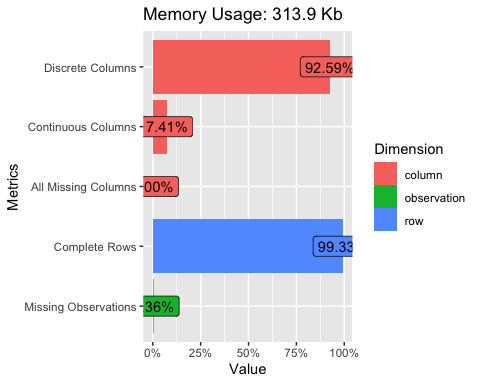 Memory Usage: 313.9 Kb
Discrete Columns
92.59%
Continuous Columns
7.41%
All Missing Columns
00%
Complete Rows
99.33
Missing Observations
36%
0%
25%
50%
75%
100%
Value
Metrics
Dimension
column
observation
row